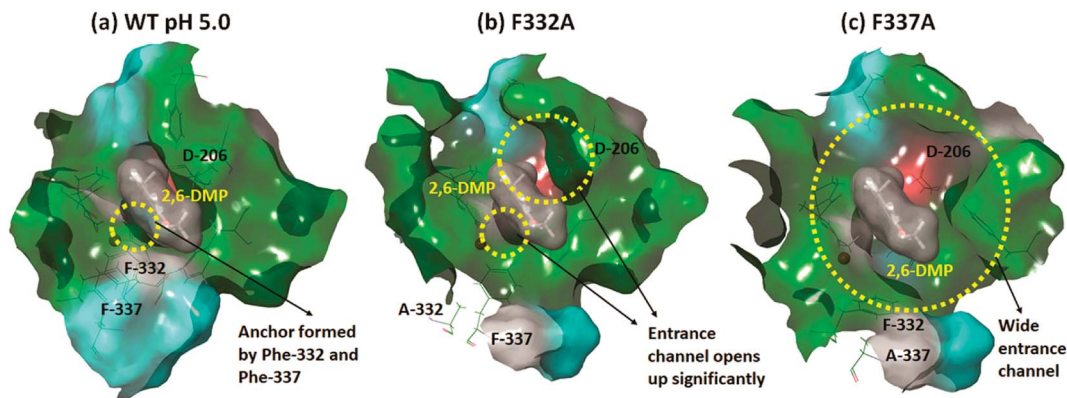 (a) WT pH 5.0
D-206
2,6-DMP
F-332
F-337
Anchor formed
by Phe-332 and
Phe-337
(b) F332A
D-206
2,6-DMP
A-332
F-337
Entrance
channel opens
up significantly
(c) F337A
D-206
2,6-DMP
F-332
A-337
Wide
entrance
channel